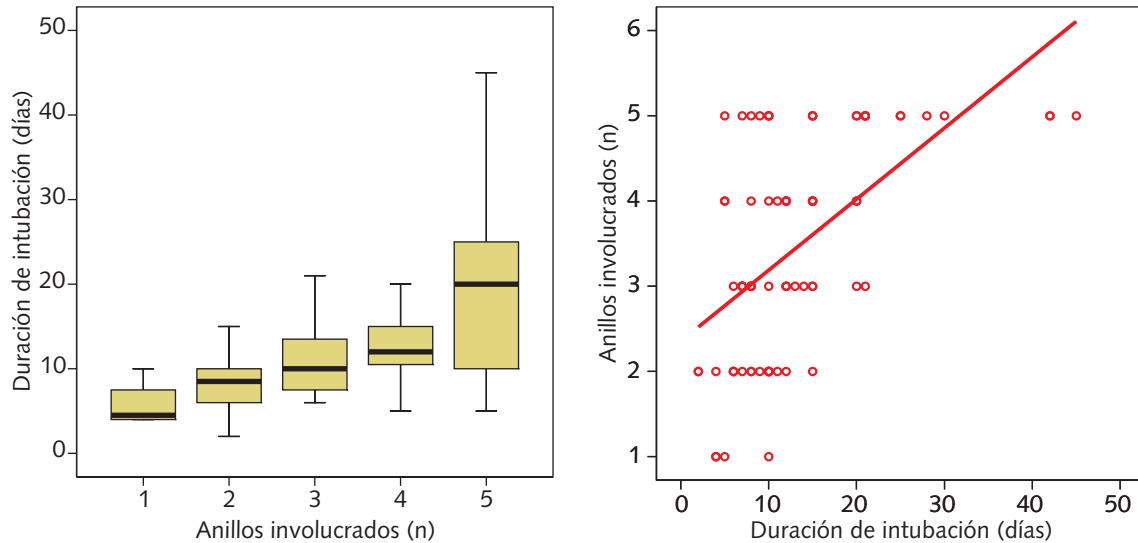 Duración de intubación (días)
50
40
30
20
10
0
1 2 3 4 5
Anillos involucrados (n)
Anillos involucrados (n)
6
5
4
3
2
1
0 10 20 30 40 50
Duración de intubación (días)